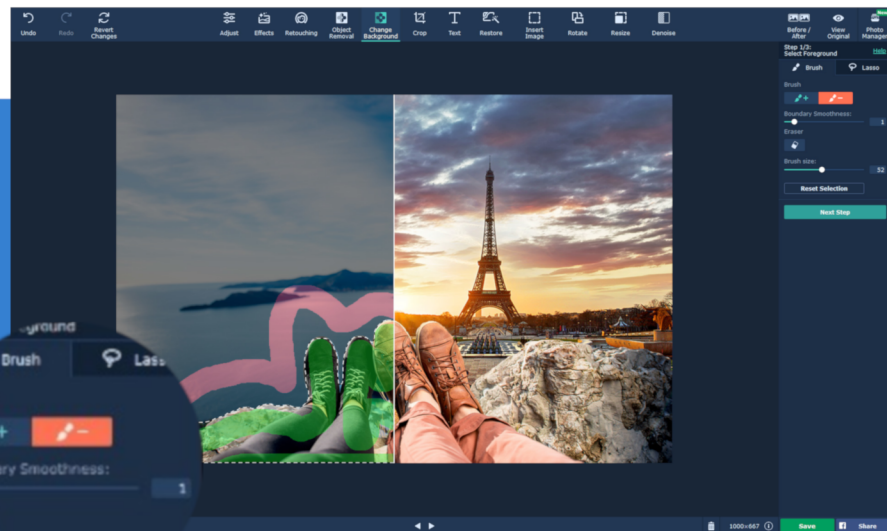 Undo
Redo
Revert
Changes
Adjust
Effects
Retouching
Object
Removal
Change
Background
Crop
Text
Restore
Insert
Image
Rotate
Resize
Denoise
Before /
After
View
Original
New
Photo
Manager
Step 1/3:
Select Foreground
Help
Brush
Lasso
Brush
Boundary Smoothness:
1
Eraser
Brush size:
52
Reset Selection
Next Step
ground
Brush
Lass
ry Smoothness:
1
1000×667
Save
Share